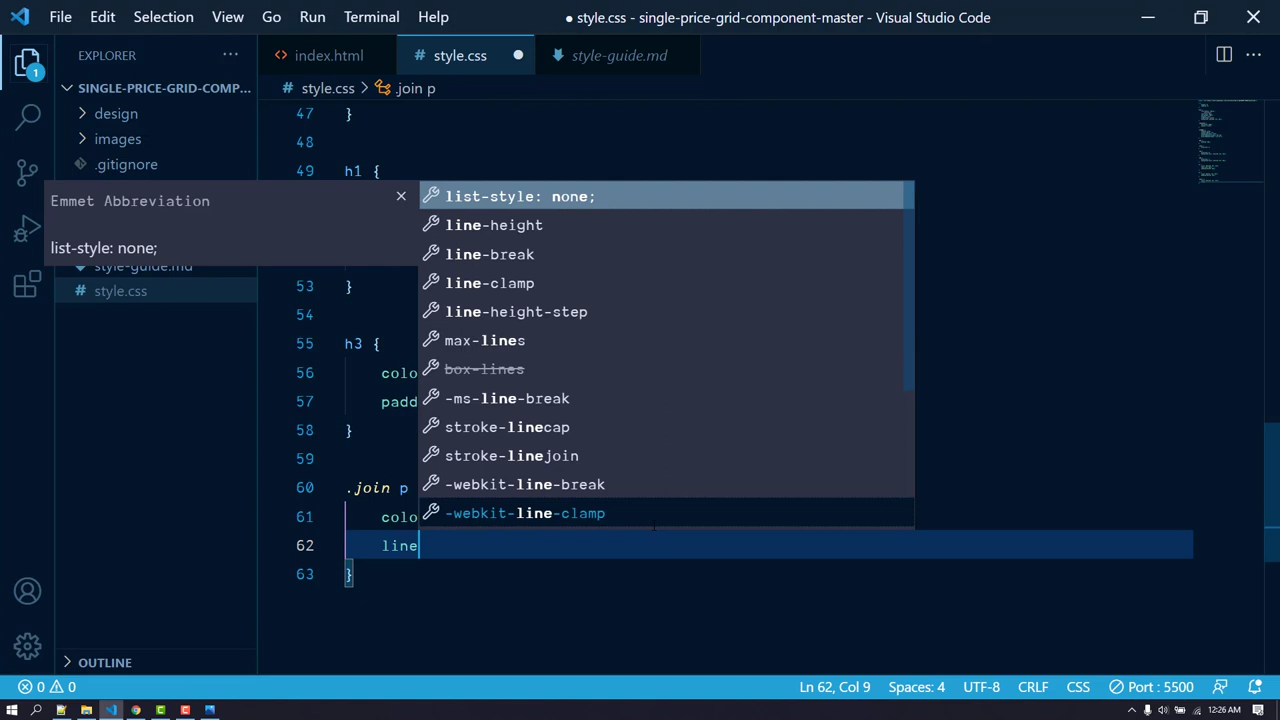 File Edit Selection View Go Run Terminal Help
● style.css - single-price-grid-component-master - Visual Studio Code
EXPLORER
index.html
# style.css
style-guide.md
SINGLE-PRICE-GRID-COMP...
# style.css > .join p
design
images
.gitignore
style-guide.md
# style.css
47 }
48
49 h1 {
Emmet Abbreviation
list-style: none;
list-style: none;
line-height
line-break
line-clamp
line-height-step
max-lines
box-lines
-ms-line-break
stroke-linecap
stroke-linejoin
-webkit-line-break
-webkit-line-clamp
53 }
54
55 h3 {
56 colo
57 padd
58 }
59
60 .join p
61 colo
62 line
63 }
1
OUTLINE
0 0
Ln 62, Col 9
Spaces: 4
UTF-8
CRLF
CSS
Port : 5500
12:26 AM